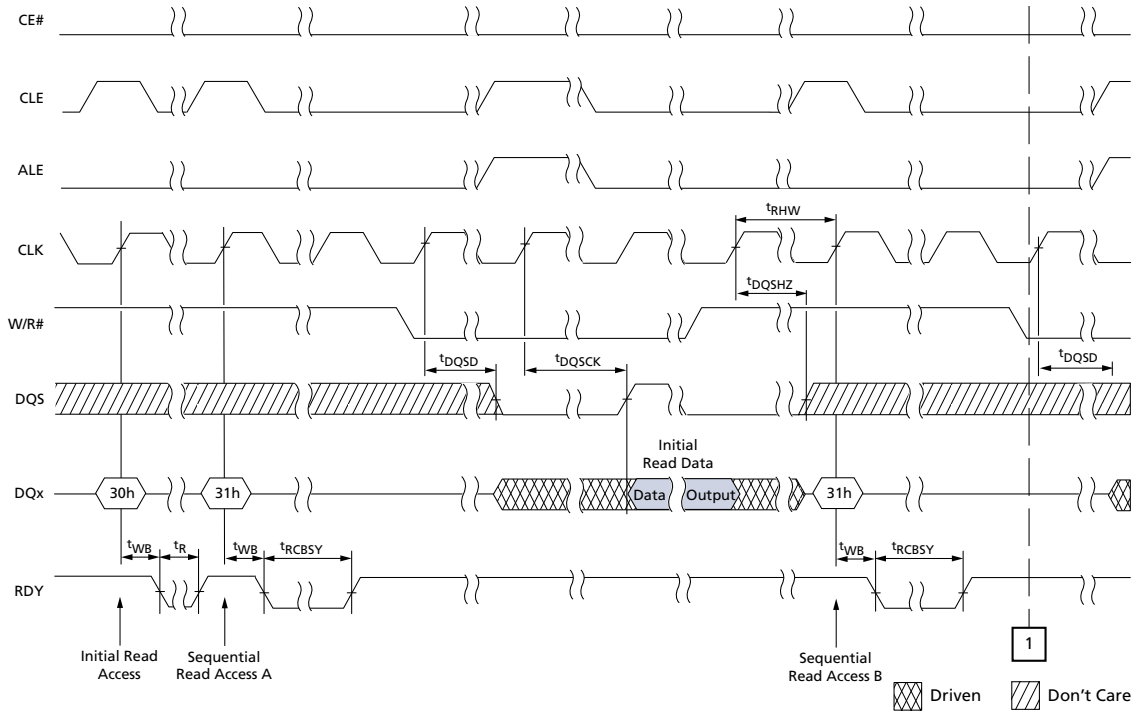 CE#
CLE
ALE
tRHW
CLK
tDQSHZ
W/R#
tDQSD
tDQSCK
tDQSD
DQS
Initial
Read Data
DQx
30h
31h
Data
Output
31h
tWB
tR
tWB
tRCBSY
tWB
tRCBSY
RDY
Initial Read
Access
Sequential
Read Access A
Sequential
Read Access B
1
Driven
Don't Care